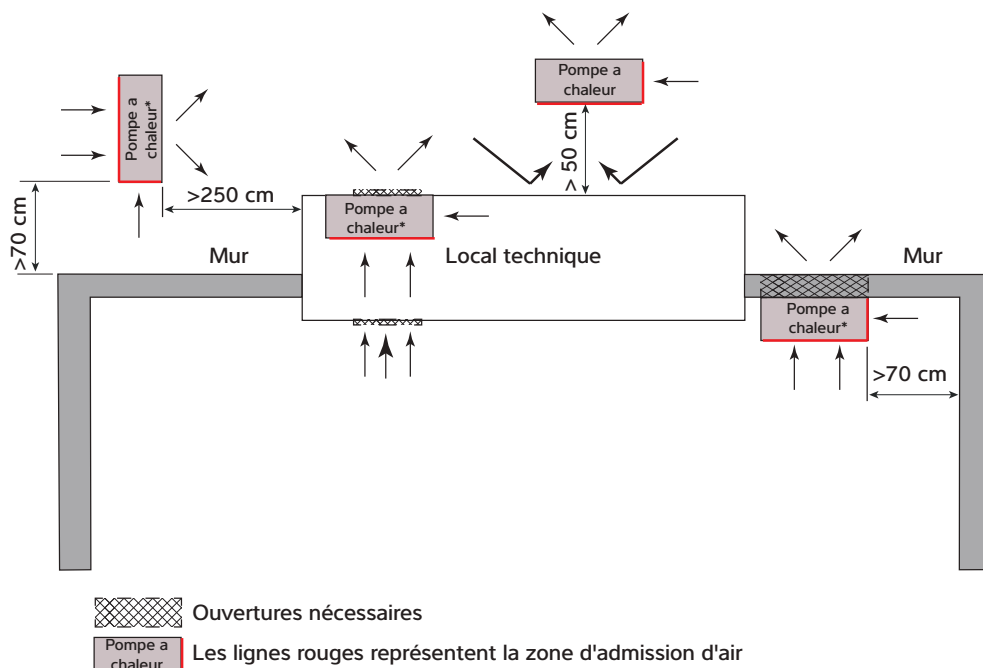 Pompe a
chaleur
Pompe a
chaleur*
> 50 cm
>250 cm
>70 cm
Pompe a
chaleur*
Mur
Local technique
Mur
Pompe a
chaleur*
>70 cm
Ouvertures nécessaires
Pompe a
chaleur
Les lignes rouges représentent la zone d'admission d'air